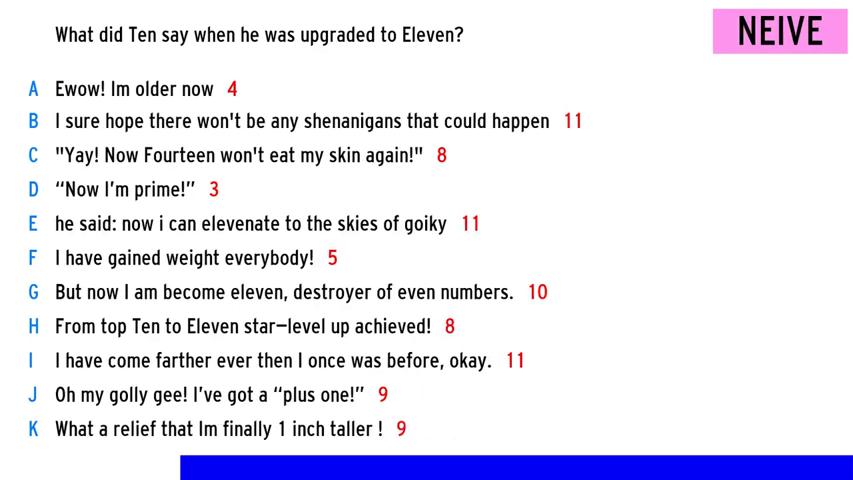 What did Ten say when he was upgraded to Eleven?
NEIVE
A Ewow! Im older now 4
B I sure hope there won't be any shenanigans that could happen 11
C "Yay! Now Fourteen won't eat my skin again!" 8
D “Now I’m prime!” 3
E he said: now i can elevenate to the skies of goiky 11
F I have gained weight everybody! 5
G But now I am become eleven, destroyer of even numbers. 10
H From top Ten to Eleven star—level up achieved! 8
I I have come farther ever then I once was before, okay. 11
J Oh my golly gee! I’ve got a “plus one!” 9
K What a relief that Im finally 1 inch taller ! 9